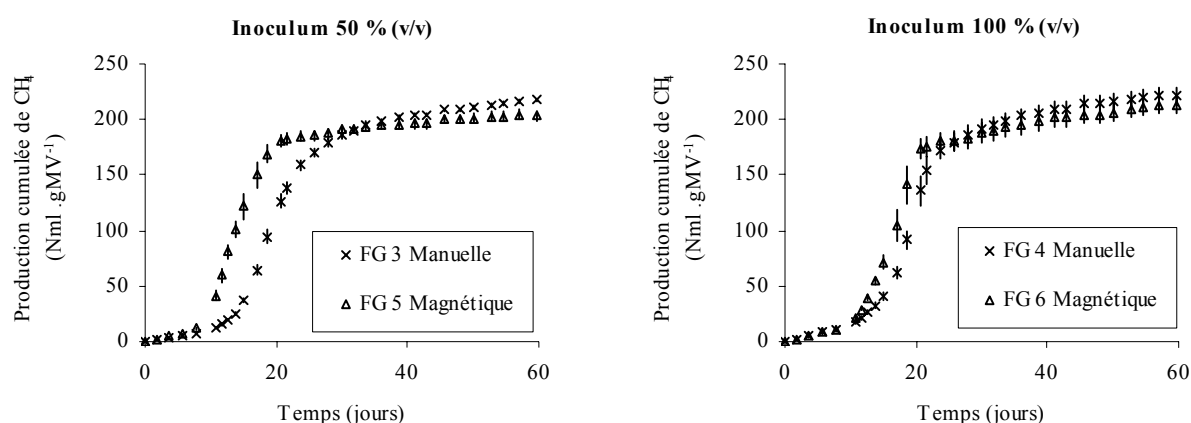 Inoculum 50 % (v/v)
Production cumulée de CH₄
(Nml .gMV⁻¹)
250
200
150
100
50
0
0
20
40
60
Temps (jours)
× FG 3 Manuelle
△ FG 5 Magnétique
Inoculum 100 % (v/v)
Production cumulée de CH₄
(Nml .gMV⁻¹)
250
200
150
100
50
0
0
20
40
60
Temps (jours)
× FG 4 Manuelle
△ FG 6 Magnétique